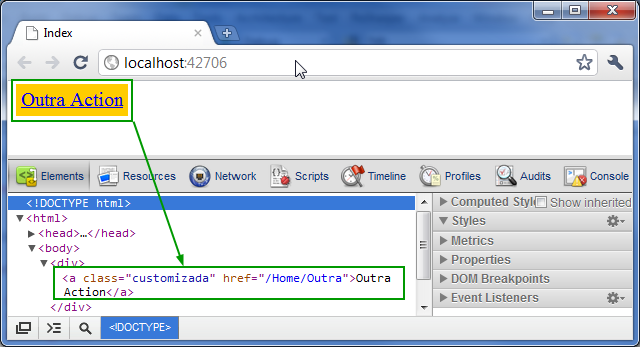 Index
localhost:42706
Outra Action
Elements Resources Network Scripts Timeline Profiles Audits Console
<!DOCTYPE html>
<html>
<head>…</head>
<body>
<div>
<a class="customizada" href="/Home/Outra">Outra
Action</a>
</div>
Computed Style Show inherited
Styles
Metrics
Properties
DOM Breakpoints
Event Listeners
<!DOCTYPE>